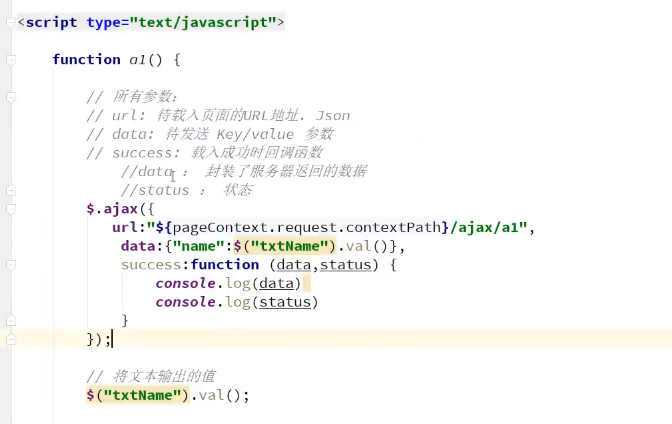 <script type="text/javascript">
function a1() {
// 所有参数：
// url: 待载入页面的URL地址. Json
// data: 待发送 Key/value 参数
// success: 载入成功时回调函数
//data ： 封装了服务器返回的数据
//status ： 状态
$.ajax({
url:"${pageContext.request.contextPath}/ajax/a1",
data:{"name":$("txtName").val()},
success:function (data,status) {
console.log(data)
console.log(status)
}
});
// 将文本输出的值
$("txtName").val();